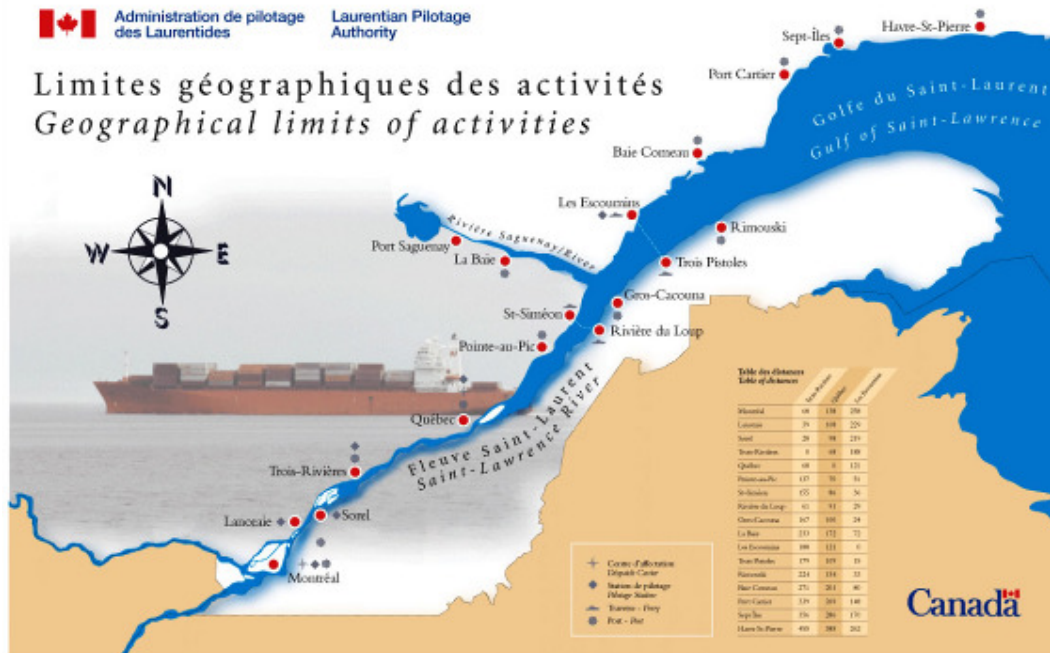 Administration de pilotage
des Laurentides
Laurentian Pilotage
Authority
Limites géographiques des activités
Geographical limits of activities
Havre-St-Pierre
Sept-Îles
Port Cartier
Golfe du Saint-Laurent
Gulf of Saint-Lawrence
Baie Comeau
N
W
E
S
Les Escoumins
Rivière Saguenay/River
Rimouski
Port Saguenay
La Baie
Trois Pistoles
Gros-Cacouna
St-Siméon
Rivière du Loup
Pointe-au-Pic
Québec
Fleuve Saint-Laurent
Saint-Lawrence River
Trois-Rivières
Lanoraie
Sorel
Montréal
Table des distances
Table of distances
Trois-Rivières
Québec
Les Escoumins
Montréal
Sorel
Trois-Rivières
Québec
Pointe-au-Pic
St-Siméon
Rivière du Loup
Gros-Cacouna
La Baie
Les Escoumins
Trois Pistoles
Rimouski
Baie Comeau
Port Cartier
Sept Îles
Havre St-Pierre
Centre d'affectation
Dispatch Center
Station de pilotage
Pilotage Station
Traverse - Ferry
Port - Port
Canada